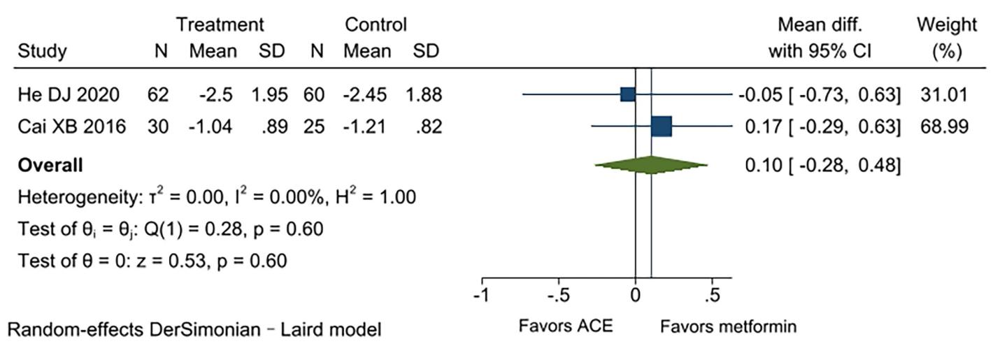 Treatment Control Mean diff. Weight
Study N Mean SD N Mean SD with 95% CI (%)
He DJ 2020 62 -2.5 1.95 60 -2.45 1.88 -0.05 [ -0.73, 0.63] 31.01
Cai XB 2016 30 -1.04 .89 25 -1.21 .82 0.17 [ -0.29, 0.63] 68.99
Overall 0.10 [ -0.28, 0.48]
Heterogeneity: τ² = 0.00, I² = 0.00%, H² = 1.00
Test of θᵢ = θⱼ: Q(1) = 0.28, p = 0.60
Test of θ = 0: z = 0.53, p = 0.60
-1 -.5 0 .5
Favors ACE Favors metformin
Random-effects DerSimonian − Laird model